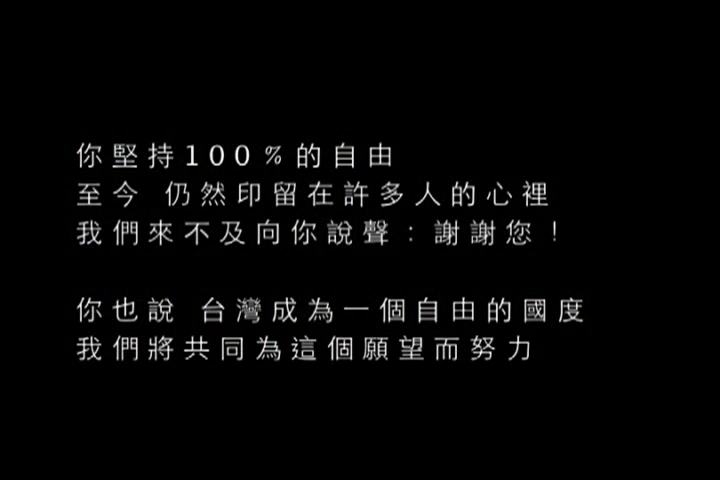 你堅持100%的自由
至今 仍然印留在許多人的心裡
我們來不及向你說聲：謝謝您！
你也說 台灣成為一個自由的國度
我們將共同為這個願望而努力